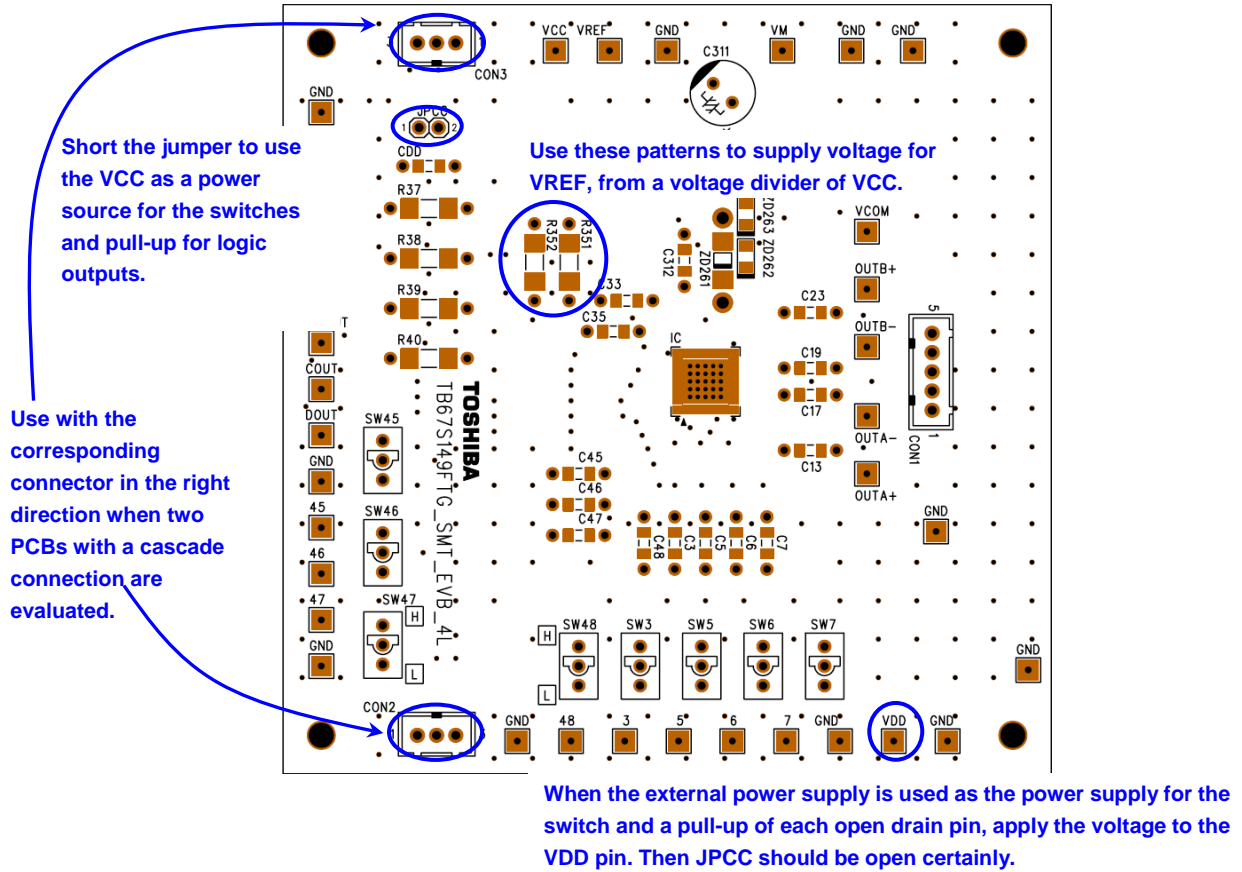 VCC
VREF
GND
VM
GND
GND
CON3
C311
GND
JPCC
1
2
Short the jumper to use
the VCC as a power
source for the switches
and pull-up for logic
outputs.
Use these patterns to supply voltage for
VREF, from a voltage divider of VCC.
CDD
R37
R38
R39
R40
R352
R351
C312
ZD261
ZD263
ZD262
VCOM
OUTB+
OUTB-
C33
C35
C23
IC
C19
C17
C13
5
1
CON1
OUTA-
OUTA+
GND
COUT
DOUT
GND
45
46
47
GND
Use with the
corresponding
connector in the right
direction when two
PCBs with a cascade
connection are
evaluated.
SW45
SW46
SW47
H
L
TOSHIBA
TB67S149FTG_SMT_EVB_4L
C45
C46
C47
C48
C3
C5
C6
C7
H
L
SW48
SW3
SW5
SW6
SW7
GND
CON2
GND
48
3
5
6
7
GND
VDD
GND
When the external power supply is used as the power supply for the
switch and a pull-up of each open drain pin, apply the voltage to the
VDD pin. Then JPCC should be open certainly.